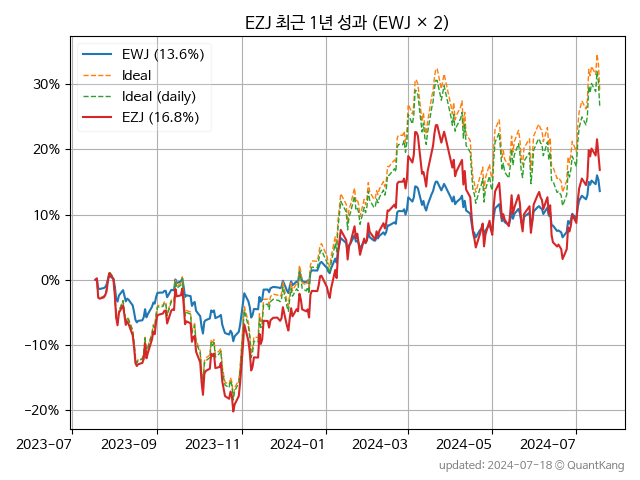 EZJ 최근 1년 성과 (EWJ × 2)
EWJ (13.6%)
Ideal
Ideal (daily)
EZJ (16.8%)
30%
20%
10%
0%
−10%
−20%
2023-07 2023-09 2023-11 2024-01 2024-03 2024-05 2024-07
updated: 2024-07-18 © QuantKang